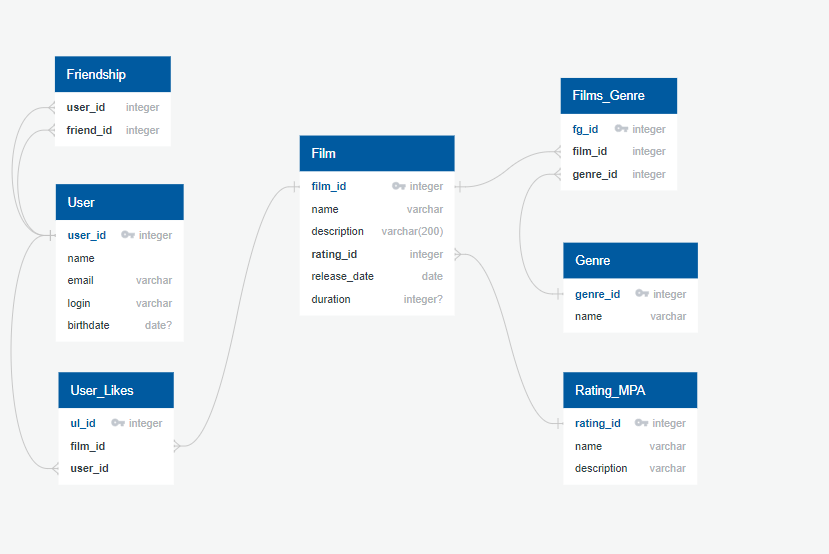 Friendship
user_id integer
friend_id integer
User
user_id integer
name
email varchar
login varchar
birthdate date?
User_Likes
ul_id integer
film_id
user_id
Film
film_id integer
name varchar
description varchar(200)
rating_id integer
release_date date
duration integer?
Films_Genre
fg_id integer
film_id integer
genre_id integer
Genre
genre_id integer
name varchar
Rating_MPA
rating_id integer
name varchar
description varchar